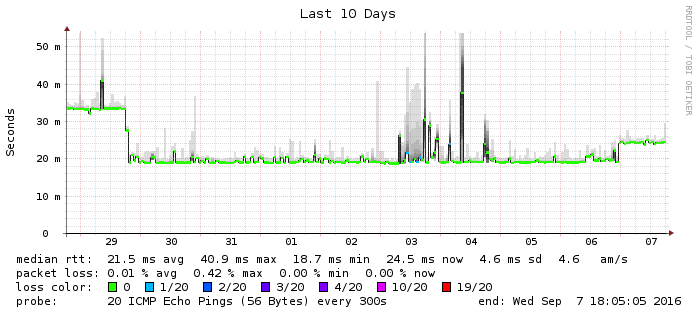 Last 10 Days
RRDTOOL / TOBI OETIKER
Seconds
50 m
40 m
30 m
20 m
10 m
0
29 30 31 01 02 03 04 05 06 07
median rtt: 21.5 ms avg 40.9 ms max 18.7 ms min 24.5 ms now 4.6 ms sd 4.6 am/s
packet loss: 0.01 % avg 0.42 % max 0.00 % min 0.00 % now
loss color: 0 1/20 2/20 3/20 4/20 10/20 19/20
probe: 20 ICMP Echo Pings (56 Bytes) every 300s end: Wed Sep 7 18:05:05 2016